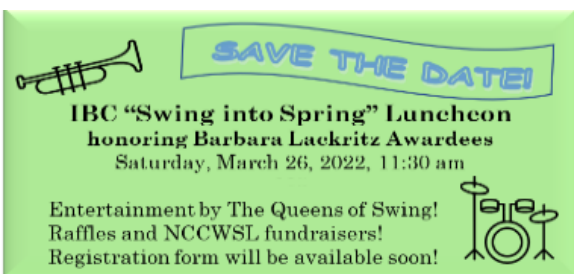 SAVE THE DATE!
IBC “Swing into Spring” Luncheon
honoring Barbara Lackritz Awardees
Saturday, March 26, 2022, 11:30 am
Entertainment by The Queens of Swing!
Raffles and NCCWSL fundraisers!
Registration form will be available soon!